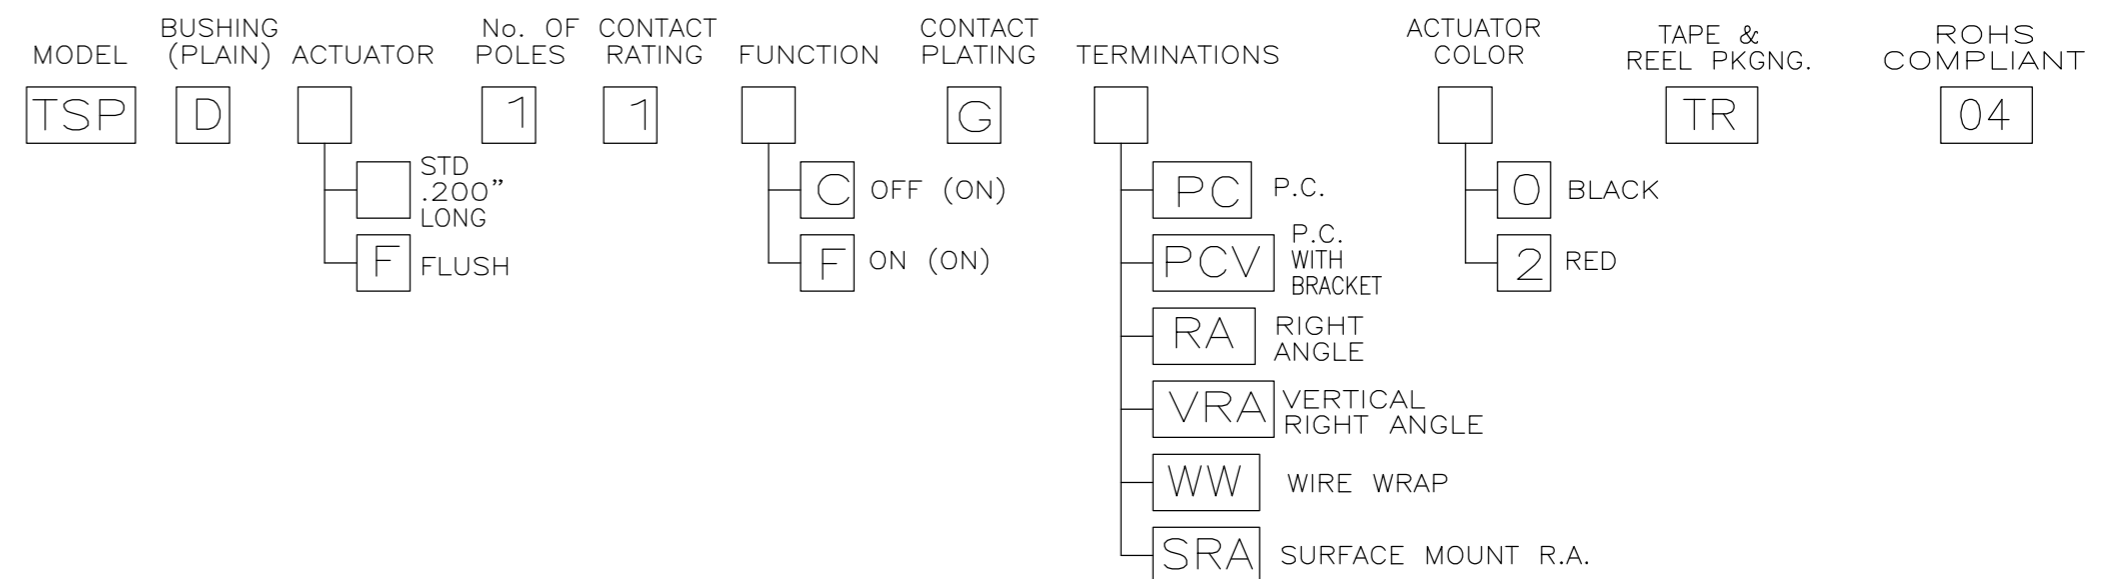 MODEL
BUSHING
(PLAIN)
ACTUATOR
No. OF
POLES
CONTACT
RATING
FUNCTION
CONTACT
PLATING
TERMINATIONS
ACTUATOR
COLOR
TAPE &
REEL PKGNG.
ROHS
COMPLIANT
TSP
D
1
1
G
TR
04
STD
.200”
LONG
F FLUSH
C OFF (ON)
F ON (ON)
PC P.C.
PCV
P.C.
WITH
BRACKET
RA
RIGHT
ANGLE
VRA
VERTICAL
RIGHT ANGLE
WW WIRE WRAP
SRA SURFACE MOUNT R.A.
0 BLACK
2 RED